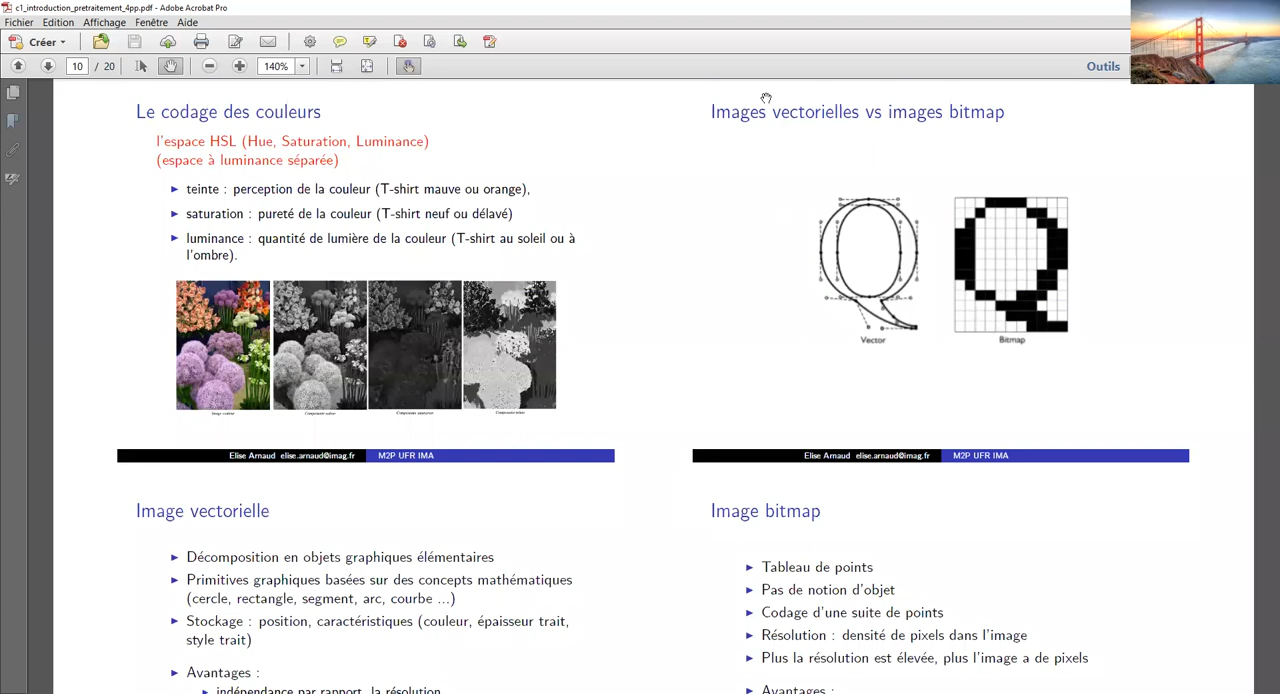 c1_introduction_pretraitement_4pp.pdf - Adobe Acrobat Pro
Fichier Edition Affichage Fenêtre Aide
Créer
10 / 20 140% Outils
Le codage des couleurs
l'espace HSL (Hue, Saturation, Luminance)
(espace à luminance séparée)
teinte : perception de la couleur (T-shirt mauve ou orange),
saturation : pureté de la couleur (T-shirt neuf ou délavé)
luminance : quantité de lumière de la couleur (T-shirt au soleil ou à
l'ombre).
Elise Arnaud elise.arnaud@imag.fr M2P UFR IMA
Images vectorielles vs images bitmap
Vector Bitmap
Elise Arnaud elise.arnaud@imag.fr M2P UFR IMA
Image vectorielle
Décomposition en objets graphiques élémentaires
Primitives graphiques basées sur des concepts mathématiques
(cercle, rectangle, segment, arc, courbe ...)
Stockage : position, caractéristiques (couleur, épaisseur trait,
style trait)
Avantages :
indépendance par rapport la résolution
Image bitmap
Tableau de points
Pas de notion d'objet
Codage d'une suite de points
Résolution : densité de pixels dans l'image
Plus la résolution est élevée, plus l'image a de pixels
Avantages :